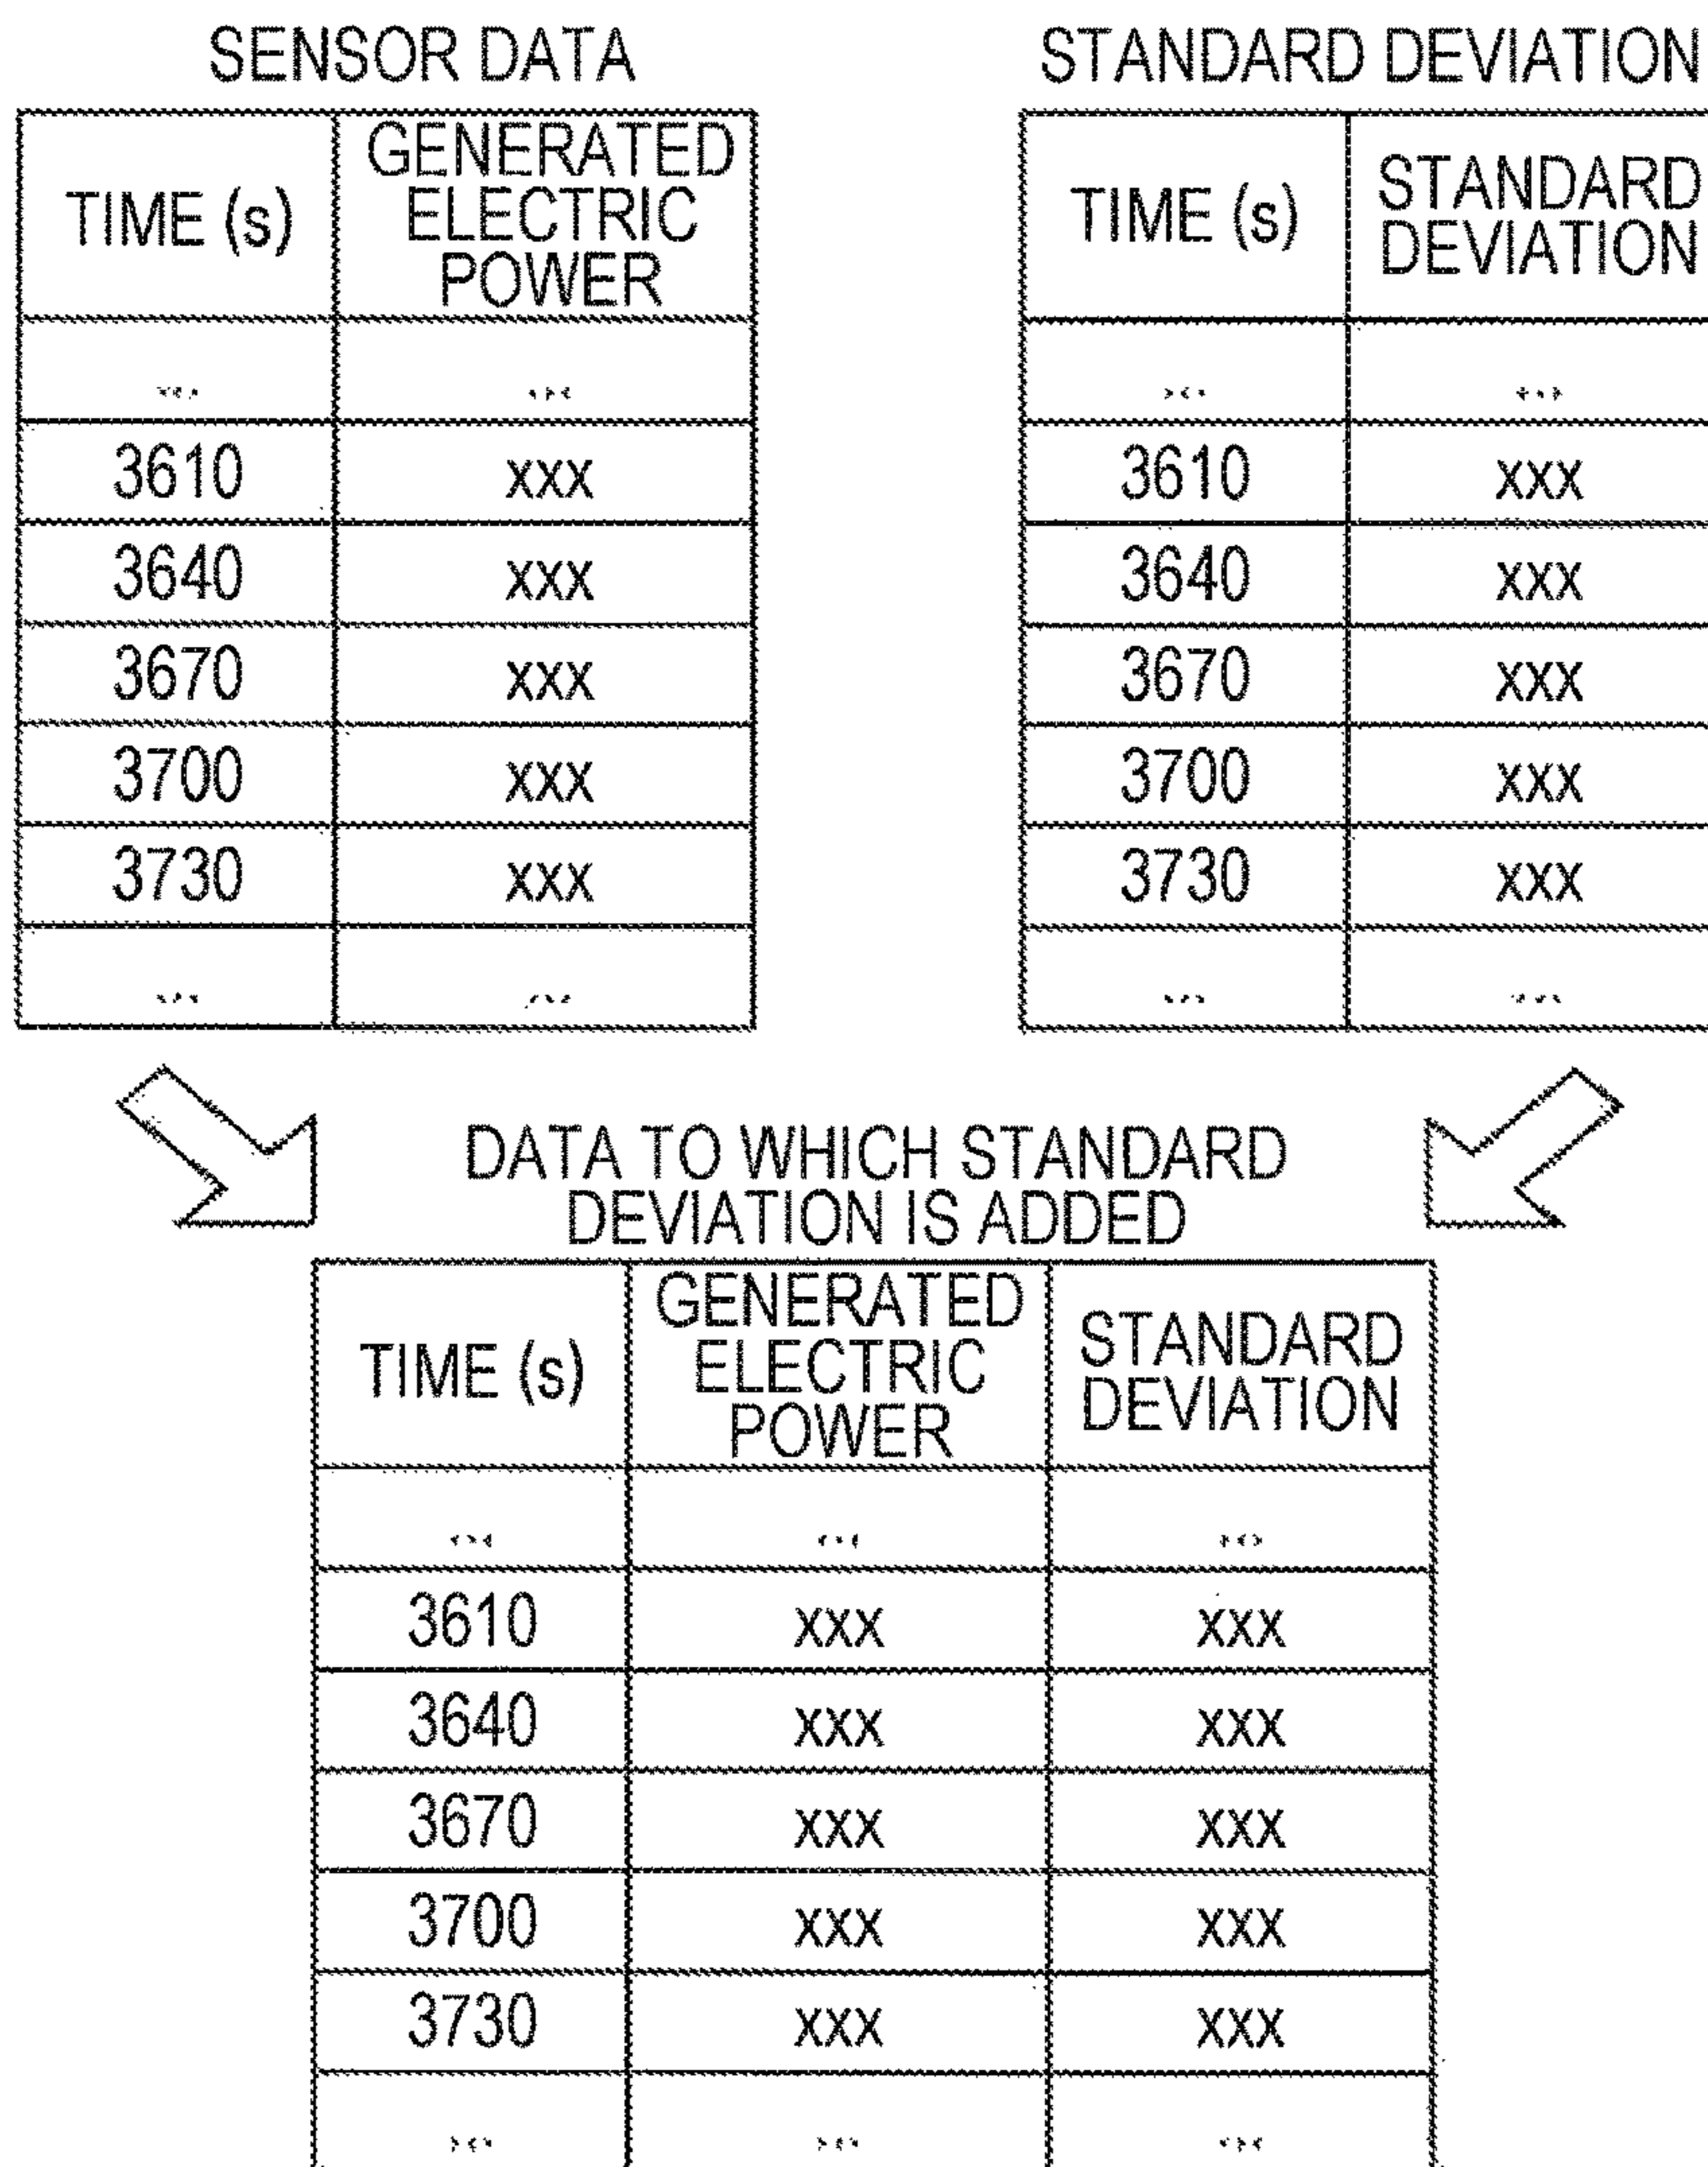 SENSOR DATA
TIME (s) GENERATED ELECTRIC POWER
... ...
3610 xxx
3640 xxx
3670 xxx
3700 xxx
3730 xxx
... ...
STANDARD DEVIATION
TIME (s) STANDARD DEVIATION
... ...
3610 xxx
3640 xxx
3670 xxx
3700 xxx
3730 xxx
... ...
DATA TO WHICH STANDARD
DEVIATION IS ADDED
TIME (s) GENERATED ELECTRIC POWER STANDARD DEVIATION
... ... ...
3610 xxx xxx
3640 xxx xxx
3670 xxx xxx
3700 xxx xxx
3730 xxx xxx
... ... ...